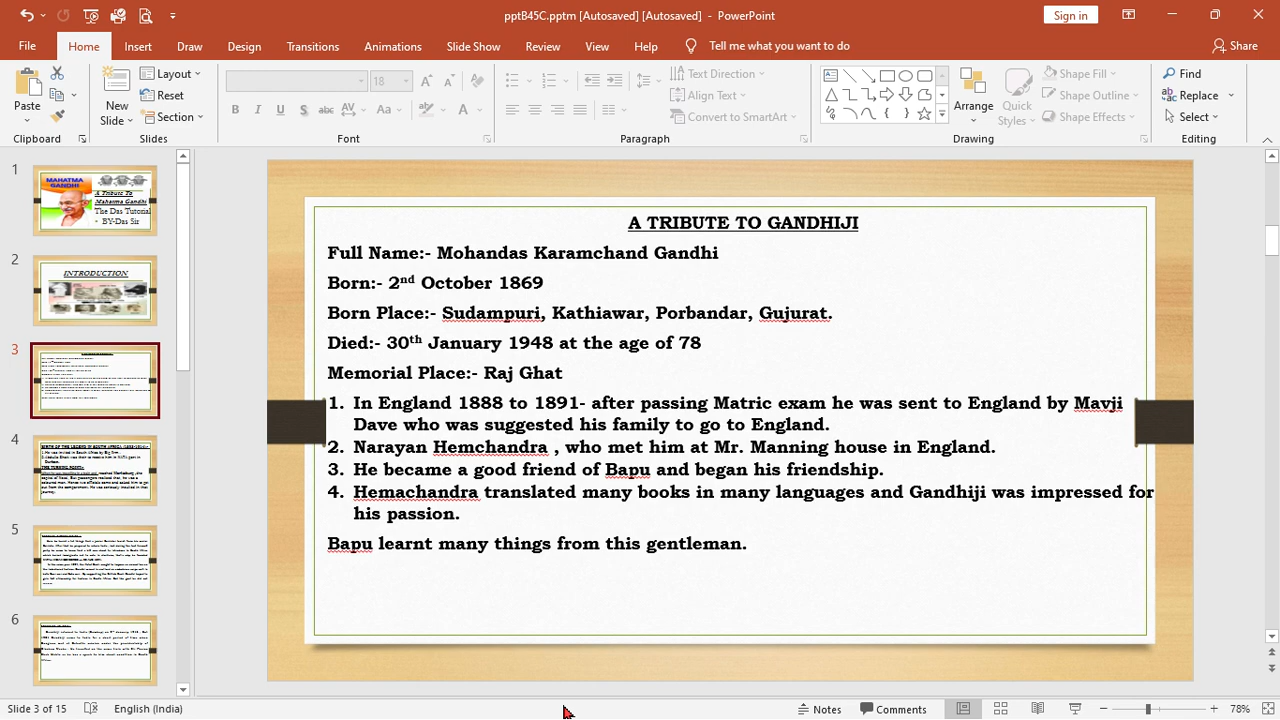 pptB45C.pptm [Autosaved] [Autosaved] - PowerPoint
Sign in
File Home Insert Draw Design Transitions Animations Slide Show Review View Help Tell me what you want to do Share
Paste
New Slide
Layout
Reset
Section
18
Text Direction
Align Text
Convert to SmartArt
Arrange
Quick Styles
Shape Fill
Shape Outline
Shape Effects
Find
Replace
Select
Clipboard Slides Font Paragraph Drawing Editing
1
MAHATMA
GANDHI
A Tribute To
Mahatma Gandhi
The Das Tutorial
BY-Das Sir
2
INTRODUCTION
3
4
5
6
A TRIBUTE TO GANDHIJI
Full Name:- Mohandas Karamchand Gandhi
Born:- 2nd October 1869
Born Place:- Sudampuri, Kathiawar, Porbandar, Gujurat.
Died:- 30th January 1948 at the age of 78
Memorial Place:- Raj Ghat
1. In England 1888 to 1891- after passing Matric exam he was sent to England by Mavji
Dave who was suggested his family to go to England.
2. Narayan Hemchandra , who met him at Mr. Manning house in England.
3. He became a good friend of Bapu and began his friendship.
4. Hemachandra translated many books in many languages and Gandhiji was impressed for
his passion.
Bapu learnt many things from this gentleman.
Slide 3 of 15 English (India) Notes Comments 78%